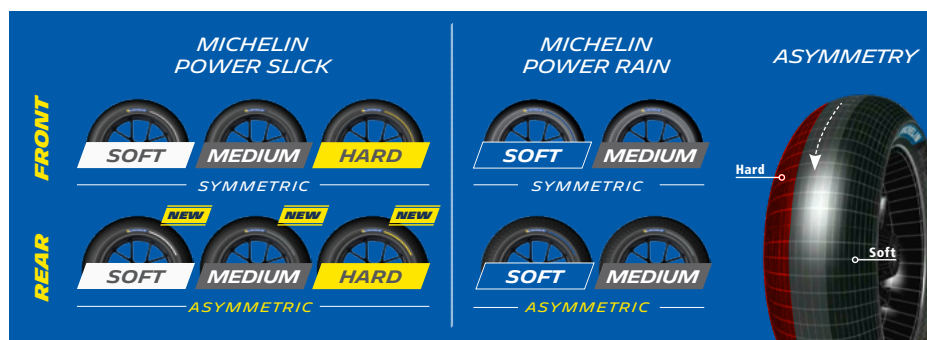 MICHELIN
POWER SLICK
MICHELIN
POWER RAIN
ASYMMETRY
FRONT
SOFT
MEDIUM
HARD
SOFT
MEDIUM
SYMMETRIC
SYMMETRIC
Hard
REAR
NEW
NEW
NEW
SOFT
MEDIUM
HARD
SOFT
MEDIUM
Soft
ASYMMETRIC
ASYMMETRIC
MICHELIN